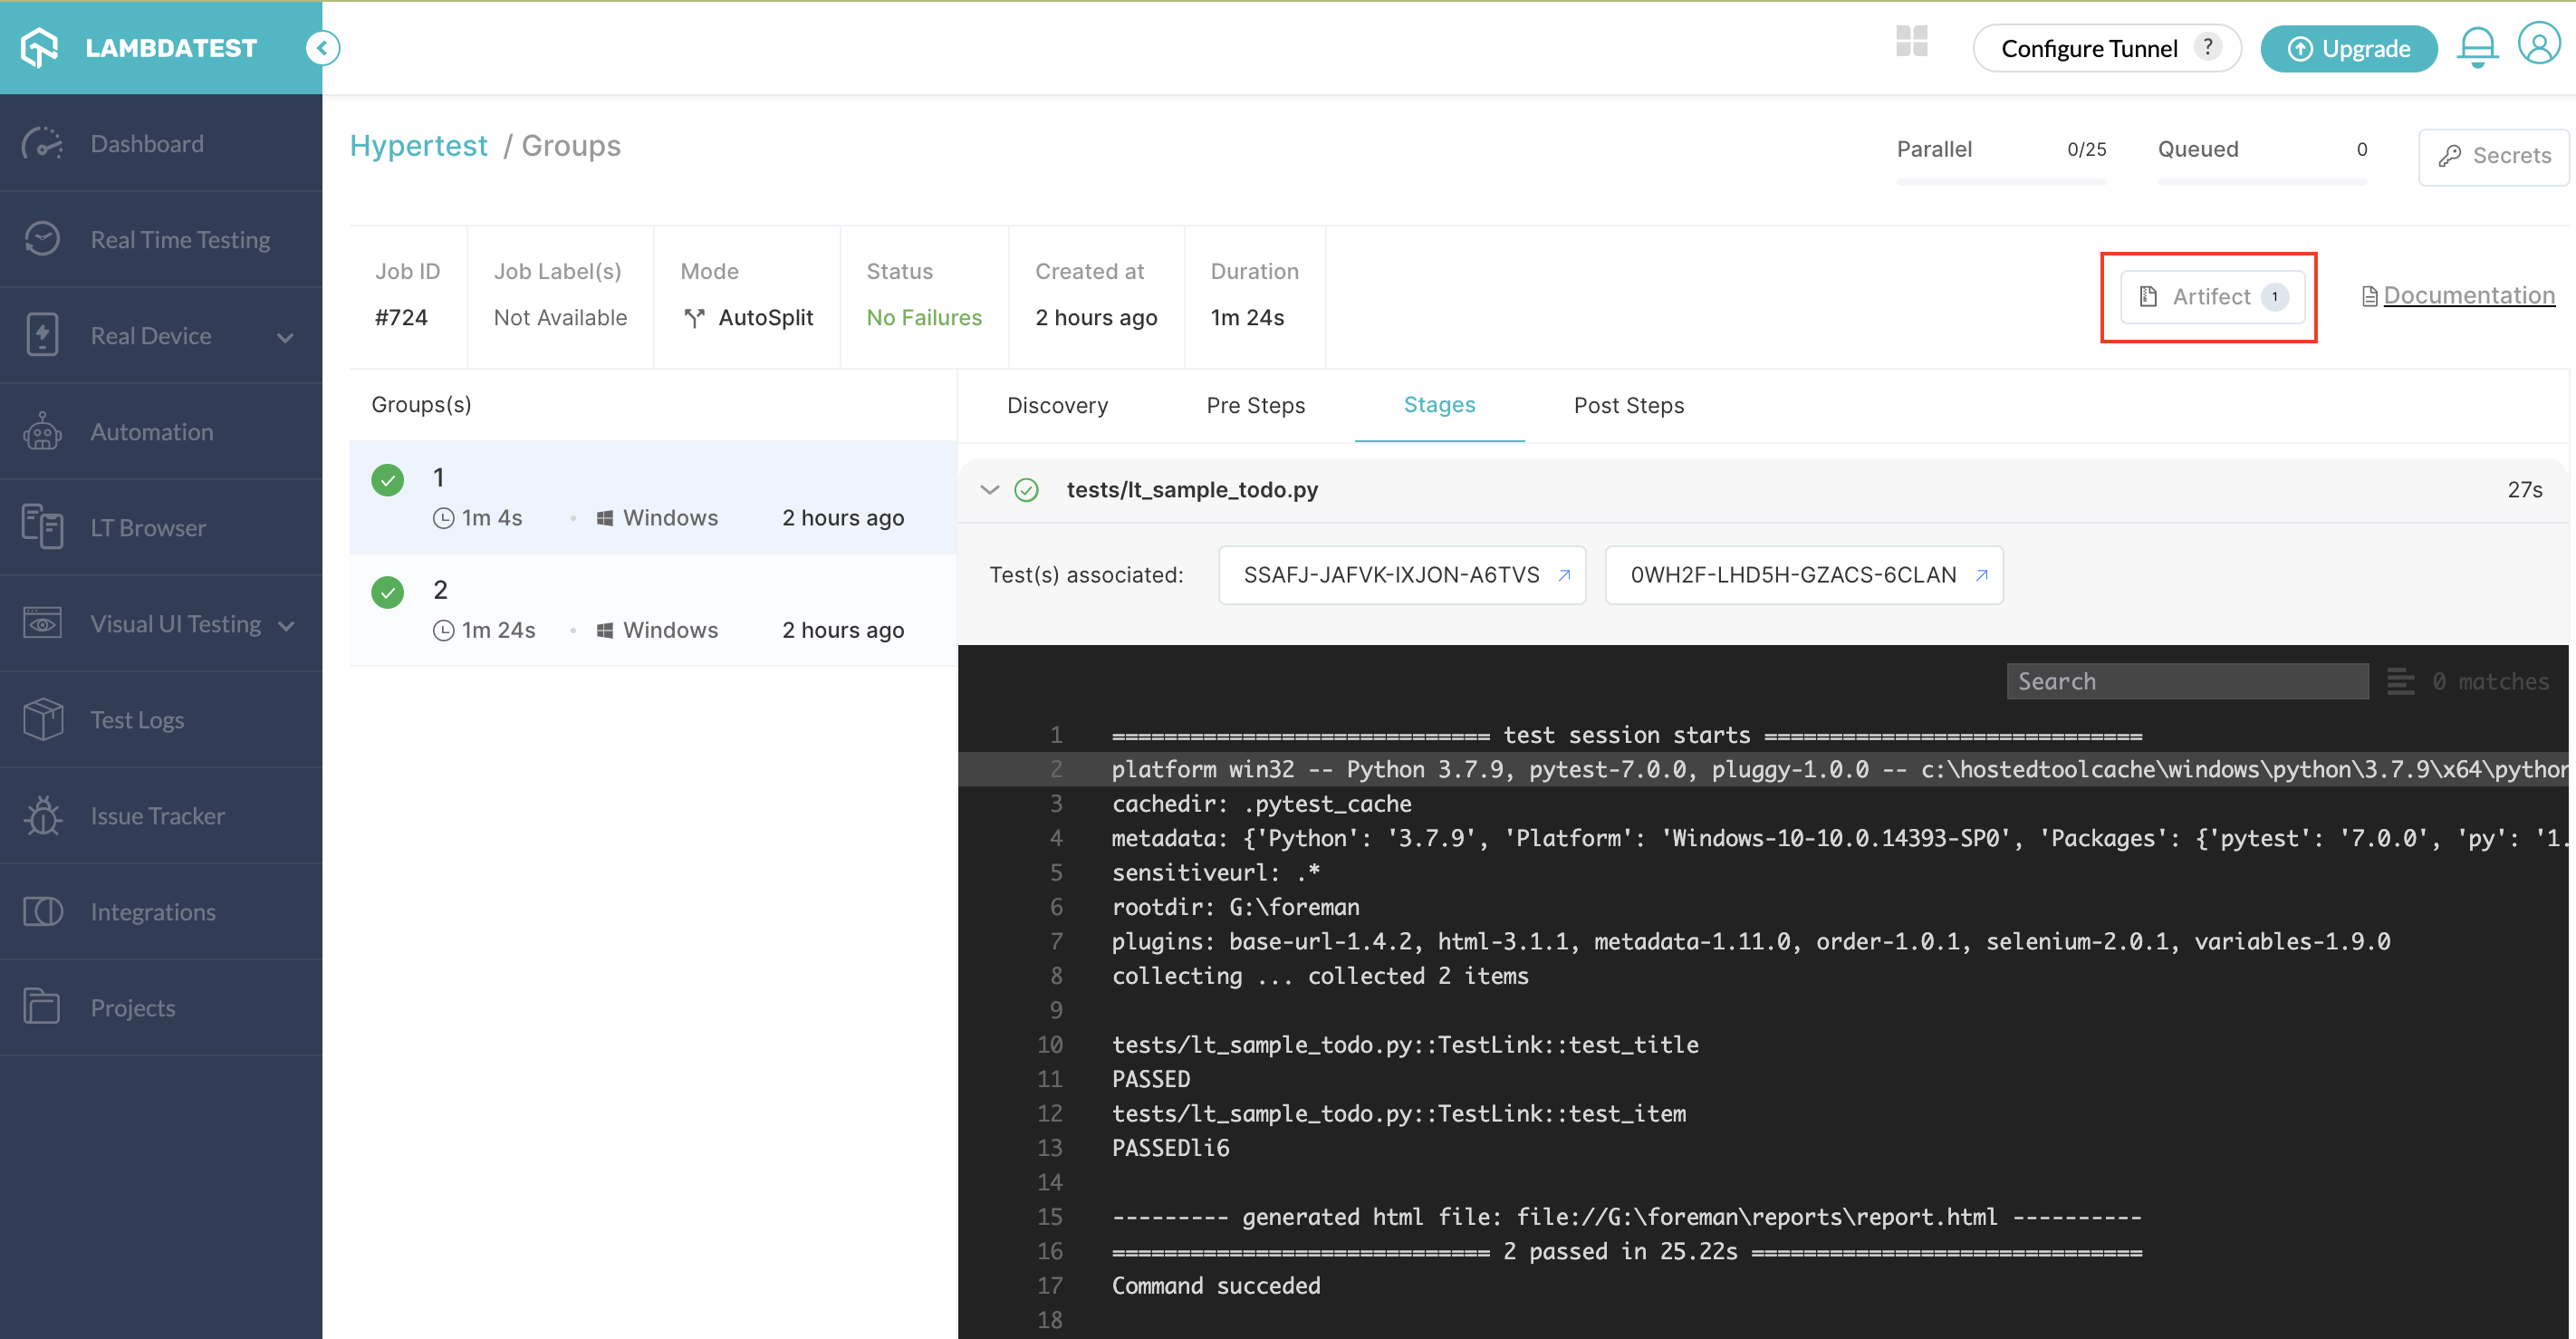 LAMBDATEST
Configure Tunnel ?
Upgrade
Dashboard
Real Time Testing
Real Device
Automation
LT Browser
Visual UI Testing
Test Logs
Issue Tracker
Integrations
Projects
Hypertest / Groups
Parallel 0/25
Queued 0
Secrets
Job ID
#724
Job Label(s)
Not Available
Mode
AutoSplit
Status
No Failures
Created at
2 hours ago
Duration
1m 24s
Artifect 1
Documentation
Groups(s)
1
1m 4s • Windows 2 hours ago
2
1m 24s • Windows 2 hours ago
Discovery Pre Steps Stages Post Steps
tests/lt_sample_todo.py 27s
Test(s) associated: SSAFJ-JAFVK-IXJON-A6TVS 0WH2F-LHD5H-GZACS-6CLAN
Search 0 matches
1 ============================= test session starts =============================
2 platform win32 -- Python 3.7.9, pytest-7.0.0, pluggy-1.0.0 -- c:\hostedtoolcache\windows\python\3.7.9\x64\python
3 cachedir: .pytest_cache
4 metadata: {'Python': '3.7.9', 'Platform': 'Windows-10-10.0.14393-SP0', 'Packages': {'pytest': '7.0.0', 'py': '1.
5 sensitiveurl: .*
6 rootdir: G:\foreman
7 plugins: base-url-1.4.2, html-3.1.1, metadata-1.11.0, order-1.0.1, selenium-2.0.1, variables-1.9.0
8 collecting ... collected 2 items
9
10 tests/lt_sample_todo.py::TestLink::test_title
11 PASSED
12 tests/lt_sample_todo.py::TestLink::test_item
13 PASSEDli6
14
15 --------- generated html file: file://G:\foreman\reports\report.html ----------
16 ============================= 2 passed in 25.22s ==============================
17 Command succeded
18